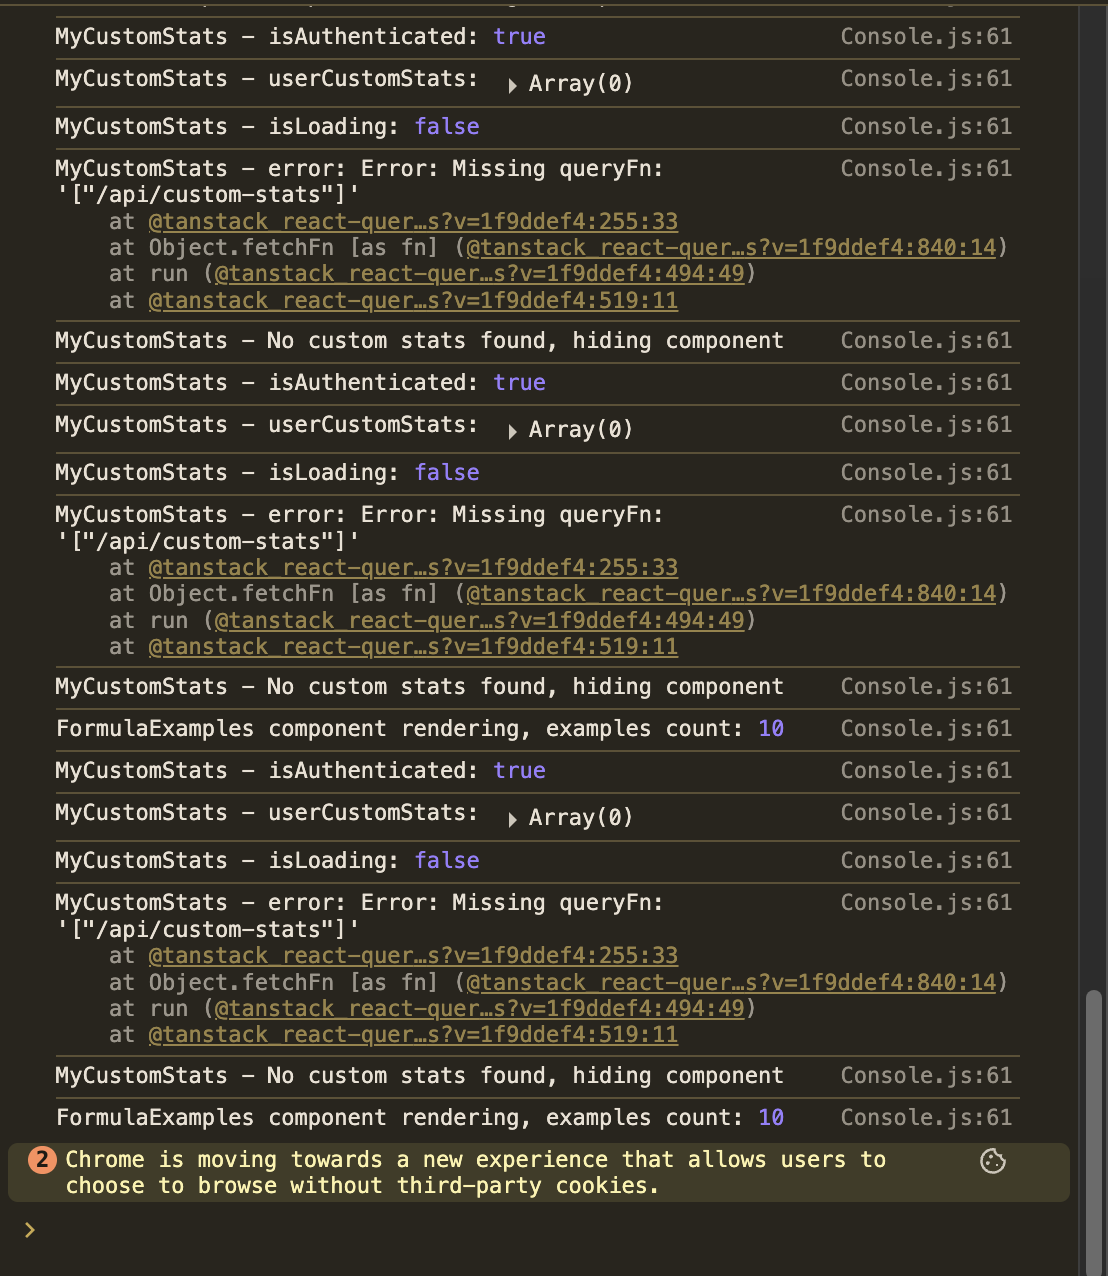 MyCustomStats – isAuthenticated: true Console.js:61
MyCustomStats – userCustomStats: ▸ Array(0) Console.js:61
MyCustomStats – isLoading: false Console.js:61
MyCustomStats – error: Error: Missing queryFn: Console.js:61
'["/api/custom-stats"]'
at @tanstack_react-quer…s?v=1f9ddef4:255:33
at Object.fetchFn [as fn] (@tanstack_react-quer…s?v=1f9ddef4:840:14)
at run (@tanstack_react-quer…s?v=1f9ddef4:494:49)
at @tanstack_react-quer…s?v=1f9ddef4:519:11
MyCustomStats – No custom stats found, hiding component Console.js:61
MyCustomStats – isAuthenticated: true Console.js:61
MyCustomStats – userCustomStats: ▸ Array(0) Console.js:61
MyCustomStats – isLoading: false Console.js:61
MyCustomStats – error: Error: Missing queryFn: Console.js:61
'["/api/custom-stats"]'
at @tanstack_react-quer…s?v=1f9ddef4:255:33
at Object.fetchFn [as fn] (@tanstack_react-quer…s?v=1f9ddef4:840:14)
at run (@tanstack_react-quer…s?v=1f9ddef4:494:49)
at @tanstack_react-quer…s?v=1f9ddef4:519:11
MyCustomStats – No custom stats found, hiding component Console.js:61
FormulaExamples component rendering, examples count: 10 Console.js:61
MyCustomStats – isAuthenticated: true Console.js:61
MyCustomStats – userCustomStats: ▸ Array(0) Console.js:61
MyCustomStats – isLoading: false Console.js:61
MyCustomStats – error: Error: Missing queryFn: Console.js:61
'["/api/custom-stats"]'
at @tanstack_react-quer…s?v=1f9ddef4:255:33
at Object.fetchFn [as fn] (@tanstack_react-quer…s?v=1f9ddef4:840:14)
at run (@tanstack_react-quer…s?v=1f9ddef4:494:49)
at @tanstack_react-quer…s?v=1f9ddef4:519:11
MyCustomStats – No custom stats found, hiding component Console.js:61
FormulaExamples component rendering, examples count: 10 Console.js:61
2 Chrome is moving towards a new experience that allows users to
choose to browse without third-party cookies.